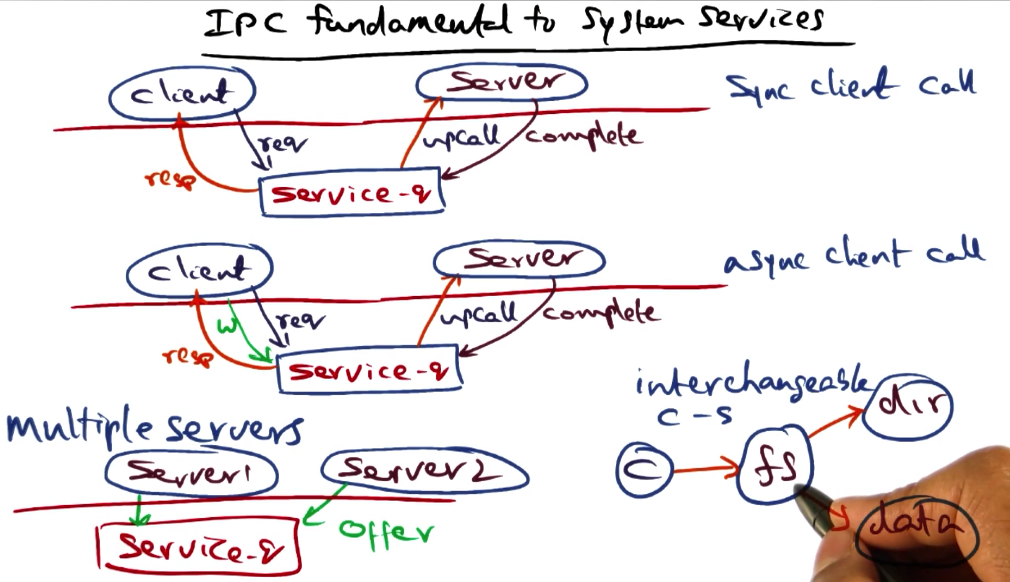 IPC fundamental to System Services
client
Server
Sync client call
req
upcall
complete
resp
service-q
client
Server
async client call
w
req
upcall
complete
resp
service-q
interchangeable
c-s
dir
multiple servers
Server1
Server2
c
fs
offer
data
service-q